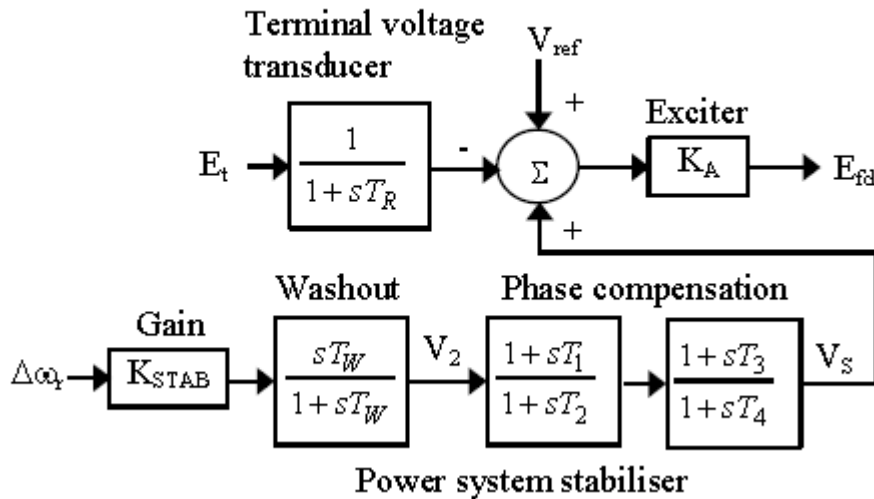 Terminal voltage
transducer
V_ref
+
Exciter
E_t
1
1 + sT_R
-
Σ
K_A
E_fd
+
Washout
Phase compensation
Gain
Δω_r
K_STAB
sT_W
1 + sT_W
V_2
1 + sT_1
1 + sT_2
1 + sT_3
1 + sT_4
V_S
Power system stabiliser